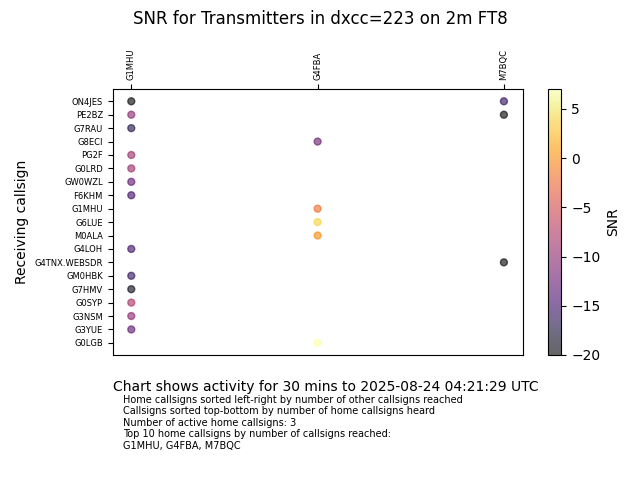 SNR for Transmitters in dxcc=223 on 2m FT8
G1MHU
G4FBA
M7BQC
ON4JES
PE2BZ
G7RAU
G8ECI
PG2F
G0LRD
GW0WZL
F6KHM
G1MHU
G6LUE
M0ALA
G4LOH
G4TNX.WEBSDR
GM0HBK
G7HMV
G0SYP
G3NSM
G3YUE
G0LGB
Receiving callsign
5
0
−5
−10
−15
−20
SNR
Chart shows activity for 30 mins to 2025-08-24 04:21:29 UTC
Home callsigns sorted left-right by number of other callsigns reached
Callsigns sorted top-bottom by number of home callsigns heard
Number of active home callsigns: 3
Top 10 home callsigns by number of callsigns reached:
G1MHU, G4FBA, M7BQC